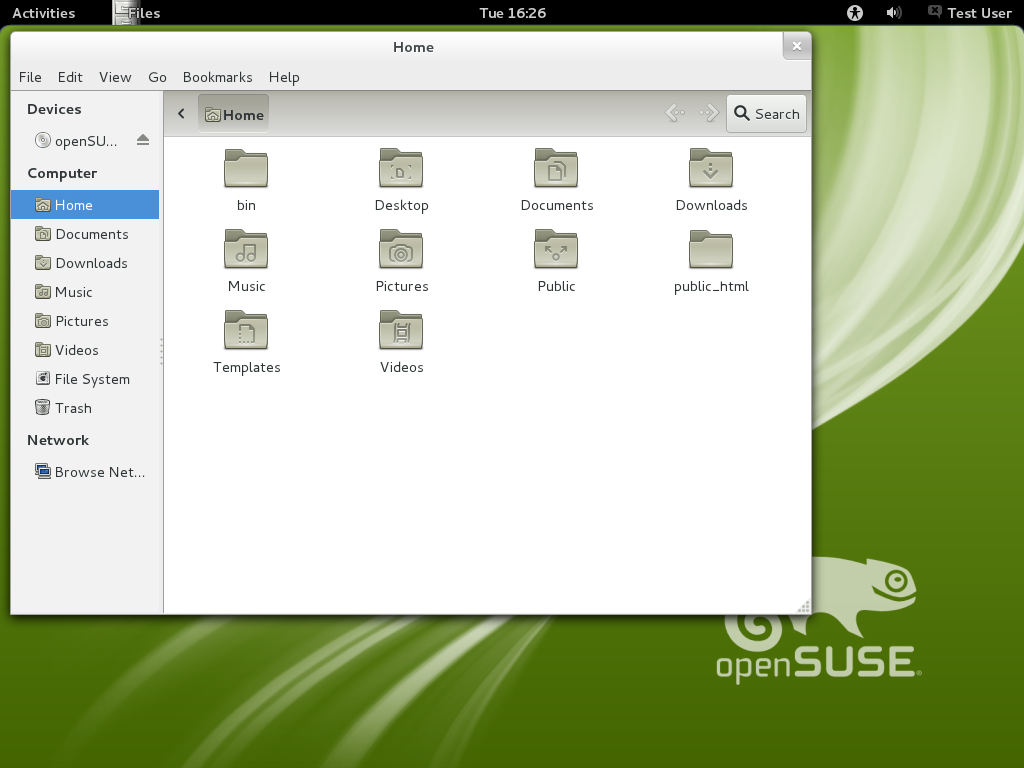 Activities Files Tue 16:26 Test User
Home
File Edit View Go Bookmarks Help
Devices
openSU...
Computer
Home
Documents
Downloads
Music
Pictures
Videos
File System
Trash
Network
Browse Net...
Home Search
bin Desktop Documents Downloads
Music Pictures Public public_html
Templates Videos
openSUSE®